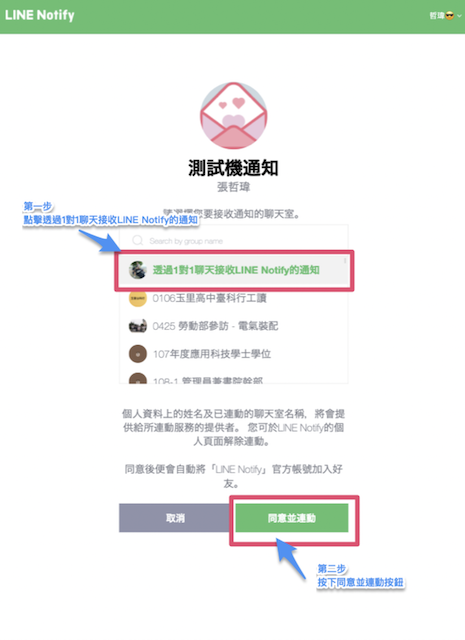 LINE Notify
哲瑋😎
測試機通知
張哲瑋
第一步
點擊透過1對1聊天接收LINE Notify的通知
您要接收通知的聊天室。
Search by group name
透過1對1聊天接收LINE Notify的通知
0106玉里高中臺科行工讀
0425 勞動部參訪 - 電氣裝配
107年度應用科技學士學位
108-1 管理員兼書院幹部
個人資料上的姓名及已連動的聊天室名稱，將會提
供給所連動服務的提供者。 您可於LINE Notify的個
人頁面解除連動。
同意後便會自動將「LINE Notify」官方帳號加入好
友。
取消
同意並連動
第二步
按下同意並連動按鈕